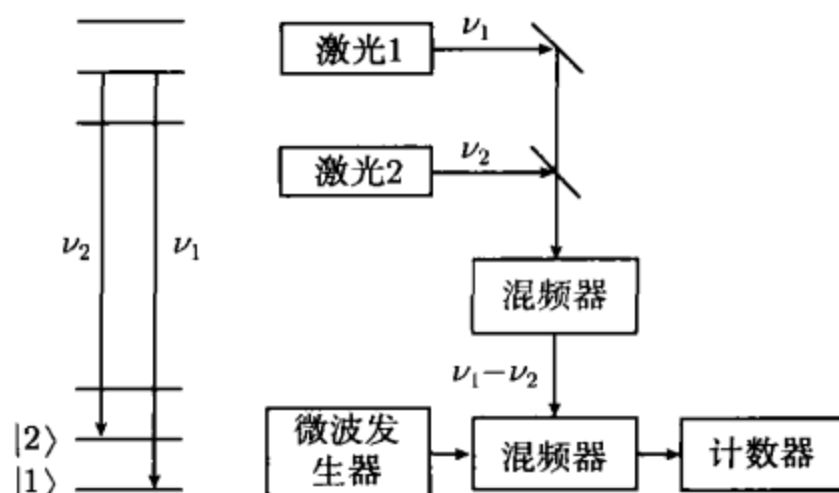 激光1
ν₁
激光2
ν₂
ν₂
ν₁
混频器
ν₁−ν₂
|2⟩
|1⟩
微波发
生器
混频器
计数器